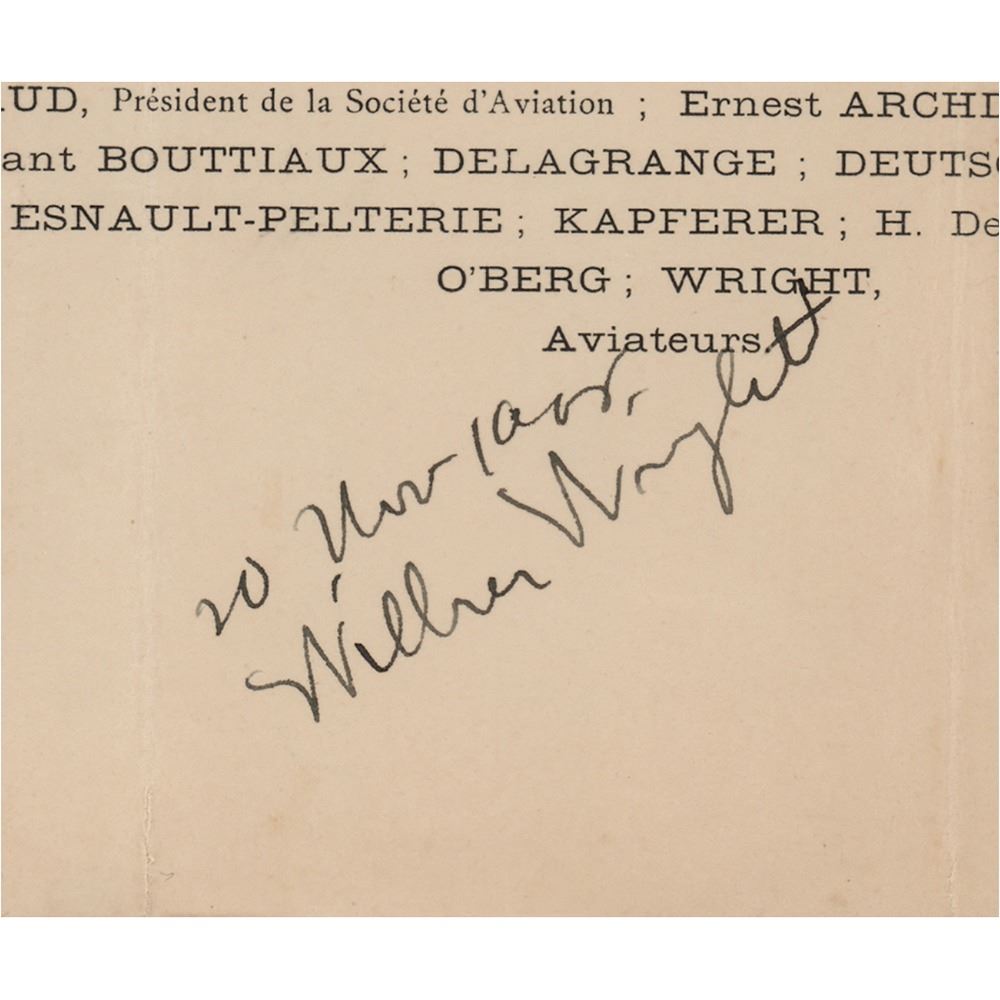 UD, Président de la Société d'Aviation ; Ernest ARCHD
ant BOUTTIAUX ; DELAGRANGE ; DEUTS
ESNAULT-PELTERIE ; KAPFERER ; H. De
O'BERG ; WRIGHT,
Aviateurs.
20 Nov 1908.
Wilbur Wright